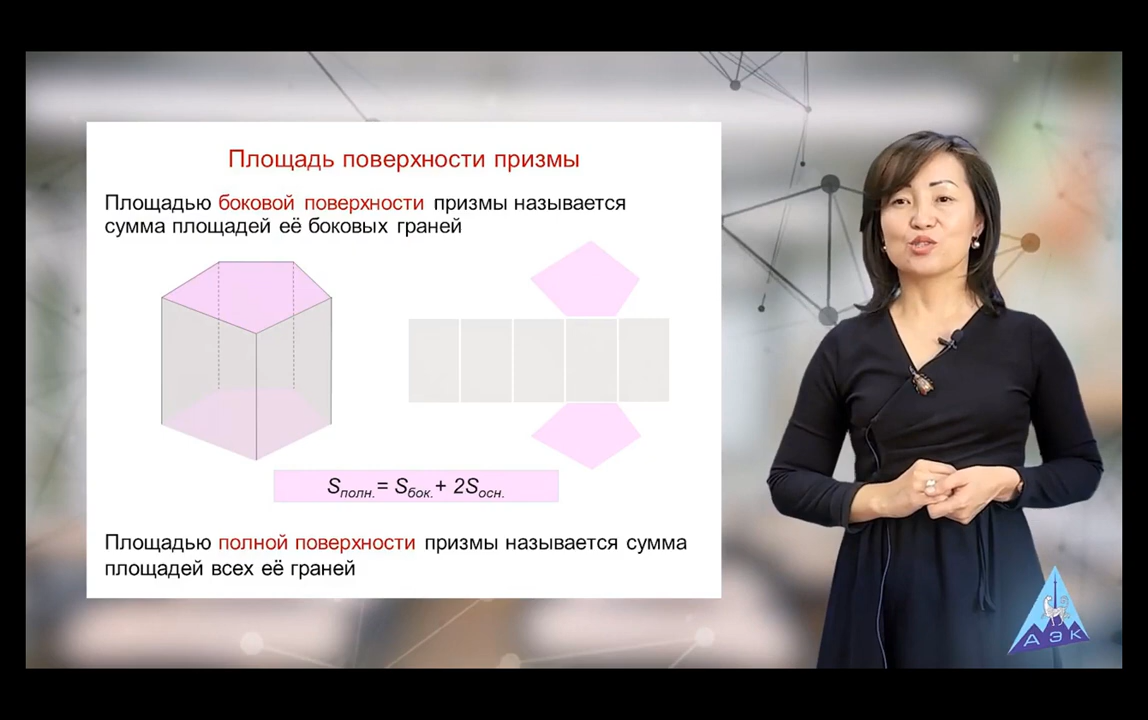 Площадь поверхности призмы
Площадью боковой поверхности призмы называется
сумма площадей её боковых граней
Sполн.= Sбок.+ 2Sосн.
Площадью полной поверхности призмы называется сумма
площадей всех её граней
АЭК